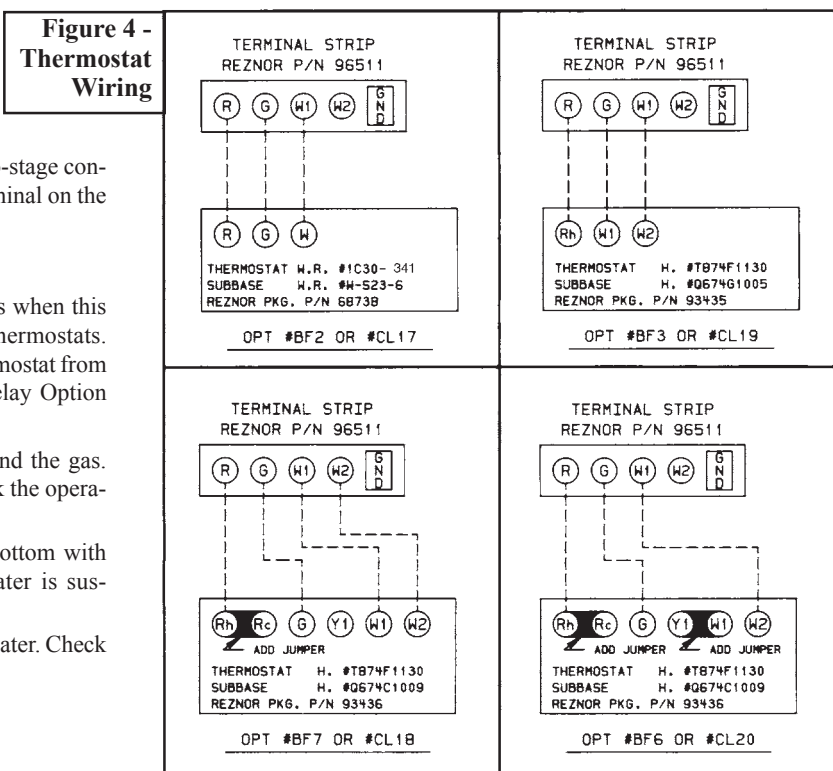 Figure 4 -
Thermostat
Wiring
-stage con-
ninal on the
s when this
hermostats.
mostat from
elay Option
nd the gas.
k the opera-
ottom with
ater is sus-
ater. Check
TERMINAL STRIP
REZNOR P/N 96511
R G W1 W2 GND
R G W
THERMOSTAT W.R. #1C30- 341
SUBBASE W.R. #W-S23-6
REZNOR PKG. P/N 68738
OPT #BF2 OR #CL17
TERMINAL STRIP
REZNOR P/N 96511
R G W1 W2 GND
Rh W1 W2
THERMOSTAT H. #T874F1130
SUBBASE H. #Q674G1005
REZNOR PKG. P/N 93435
OPT #BF3 OR #CL19
TERMINAL STRIP
REZNOR P/N 96511
R G W1 W2 GND
Rh Rc G Y1 W1 W2
ADD JUMPER
THERMOSTAT H. #T874F1130
SUBBASE H. #Q674C1009
REZNOR PKG. P/N 93436
OPT #BF7 OR #CL18
TERMINAL STRIP
REZNOR P/N 96511
R G W1 W2 GND
Rh Rc G Y1 W1 W2
ADD JUMPER ADD JUMPER
THERMOSTAT H. #T874F1130
SUBBASE H. #Q674C1009
REZNOR PKG. P/N 93436
OPT #BF6 OR #CL20